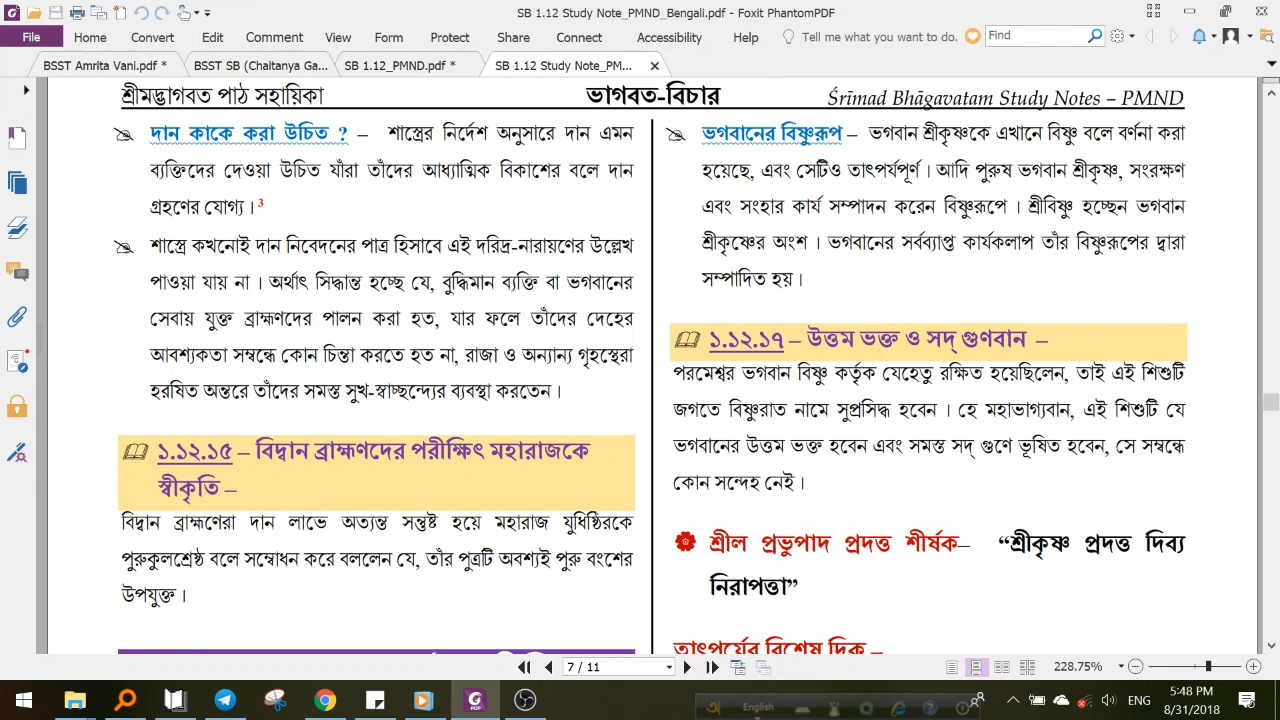 SB 1.12 Study Note_PMND_Bengali.pdf - Foxit PhantomPDF
File Home Convert Edit Comment View Form Protect Share Connect Accessibility Help Tell me what you want to do. Find
BSST Amrita Vani.pdf * BSST SB (Chaitanya Ga... SB 1.12_PMND.pdf * SB 1.12 Study Note_PM...
শ্রীমদ্ভাগবত পাঠ সহায়িকা ভাগবত-বিচার Śrīmad Bhāgavatam Study Notes – PMND
দান কাকে করা উচিত ? – শাস্ত্রের নির্দেশ অনুসারে দান এমন
ব্যক্তিদের দেওয়া উচিত যাঁরা তাঁদের আধ্যাত্মিক বিকাশের বলে দান
গ্রহণের যোগ্য। 3
শাস্ত্রে কখনোই দান নিবেদনের পাত্র হিসাবে এই দরিদ্র-নারায়ণের উল্লেখ
পাওয়া যায় না। অর্থাৎ সিদ্ধান্ত হচ্ছে যে, বুদ্ধিমান ব্যক্তি বা ভগবানের
সেবায় যুক্ত ব্রাহ্মণদের পালন করা হত, যার ফলে তাঁদের দেহের
আবশ্যকতা সম্বন্ধে কোন চিন্তা করতে হত না, রাজা ও অন্যান্য গৃহস্থেরা
হরষিত অন্তরে তাঁদের সমস্ত সুখ-স্বাচ্ছন্দ্যের ব্যবস্থা করতেন।
১.১২.১৫ – বিদ্বান ব্রাহ্মণদের পরীক্ষিৎ মহারাজকে
স্বীকৃতি –
বিদ্বান ব্রাহ্মণেরা দান লাভে অত্যন্ত সন্তুষ্ট হয়ে মহারাজ যুধিষ্ঠিরকে
পুরুকুলশ্রেষ্ঠ বলে সম্বোধন করে বললেন যে, তাঁর পুত্রটি অবশ্যই পুরু বংশের
উপযুক্ত।
ভগবানের বিষ্ণুরূপ – ভগবান শ্রীকৃষ্ণকে এখানে বিষ্ণু বলে বর্ণনা করা
হয়েছে, এবং সেটিও তাৎপর্যপূর্ণ। আদি পুরুষ ভগবান শ্রীকৃষ্ণ, সংরক্ষণ
এবং সংহার কার্য সম্পাদন করেন বিষ্ণুরূপে। শ্রীবিষ্ণু হচ্ছেন ভগবান
শ্রীকৃষ্ণের অংশ। ভগবানের সর্বব্যাপ্ত কার্যকলাপ তাঁর বিষ্ণুরূপের দ্বারা
সম্পাদিত হয়।
১.১২.১৭ – উত্তম ভক্ত ও সদ্ গুণবান –
পরমেশ্বর ভগবান বিষ্ণু কর্তৃক যেহেতু রক্ষিত হয়েছিলেন, তাই এই শিশুটি
জগতে বিষ্ণুরাত নামে সুপ্রসিদ্ধ হবেন। হে মহাভাগ্যবান, এই শিশুটি যে
ভগবানের উত্তম ভক্ত হবেন এবং সমস্ত সদ্ গুণে ভূষিত হবেন, সে সম্বন্ধে
কোন সন্দেহ নেই।
শ্রীল প্রভুপাদ প্রদত্ত শীর্ষক– “শ্রীকৃষ্ণ প্রদত্ত দিব্য
নিরাপত্তা”
তাৎপর্যের বিশেষ দিক –
7 / 11 228.75%
English ENG 5:48 PM
8/31/2018